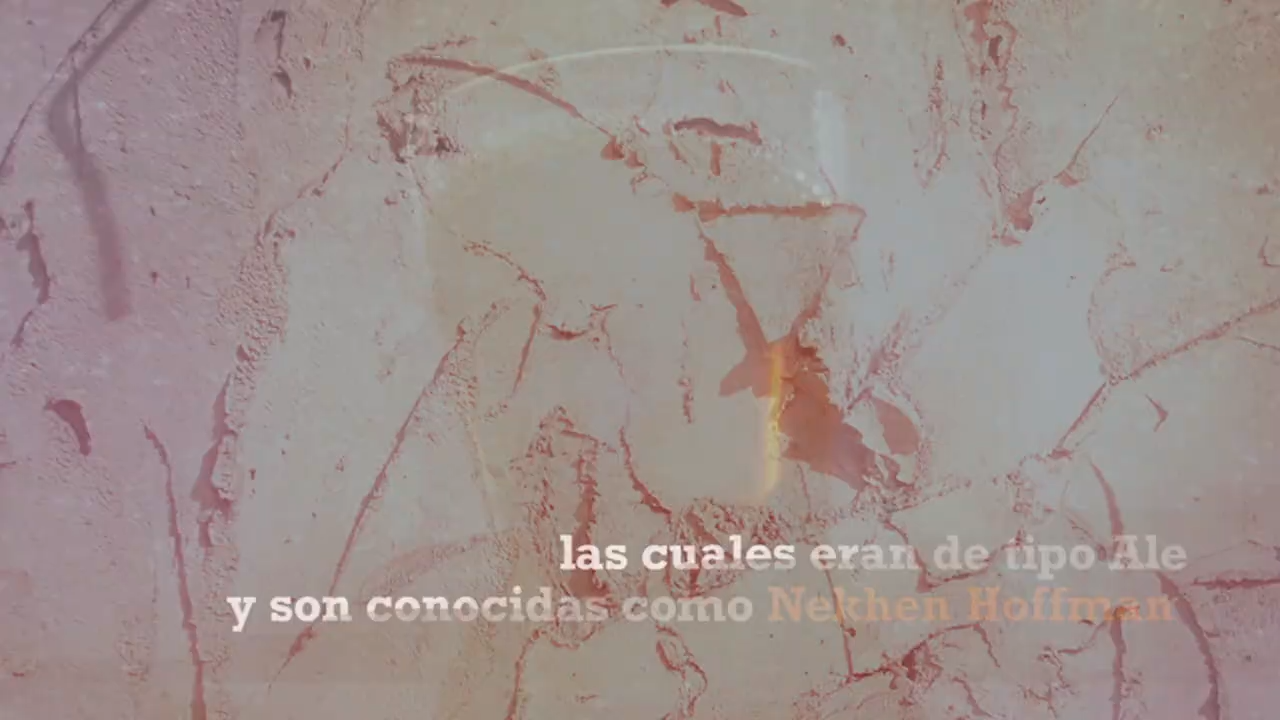 las cuales eran de tipo Ale
y son conocidas como Nekhen Hoffman